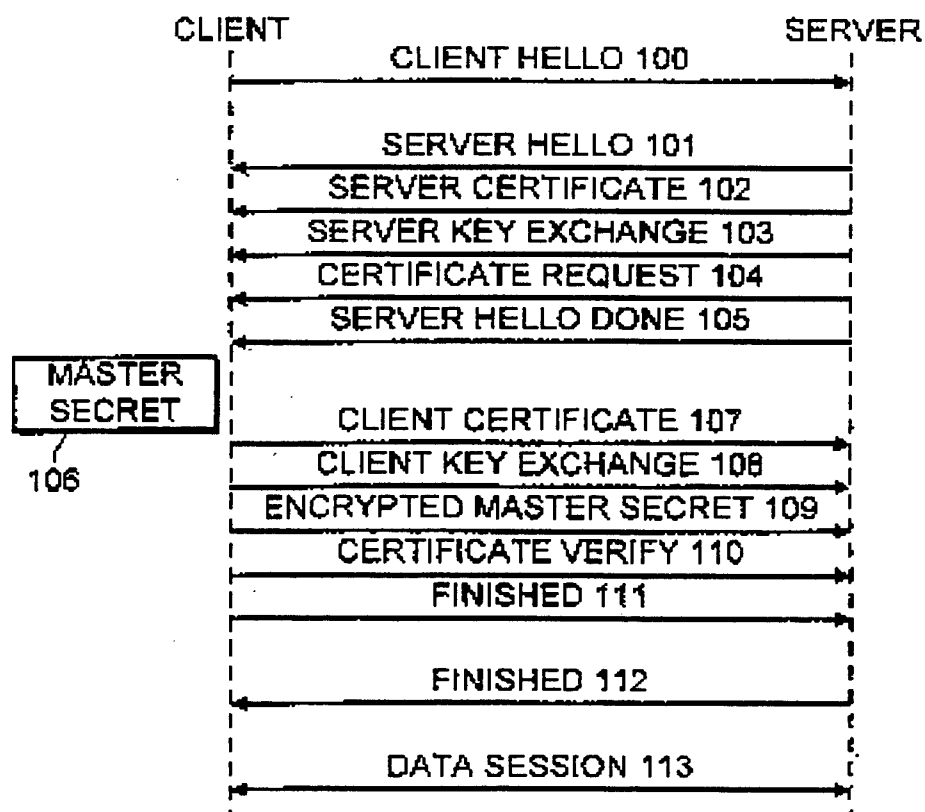 CLIENT
SERVER
CLIENT HELLO 100
SERVER HELLO 101
SERVER CERTIFICATE 102
SERVER KEY EXCHANGE 103
CERTIFICATE REQUEST 104
SERVER HELLO DONE 105
MASTER
SECRET
106
CLIENT CERTIFICATE 107
CLIENT KEY EXCHANGE 108
ENCRYPTED MASTER SECRET 109
CERTIFICATE VERIFY 110
FINISHED 111
FINISHED 112
DATA SESSION 113